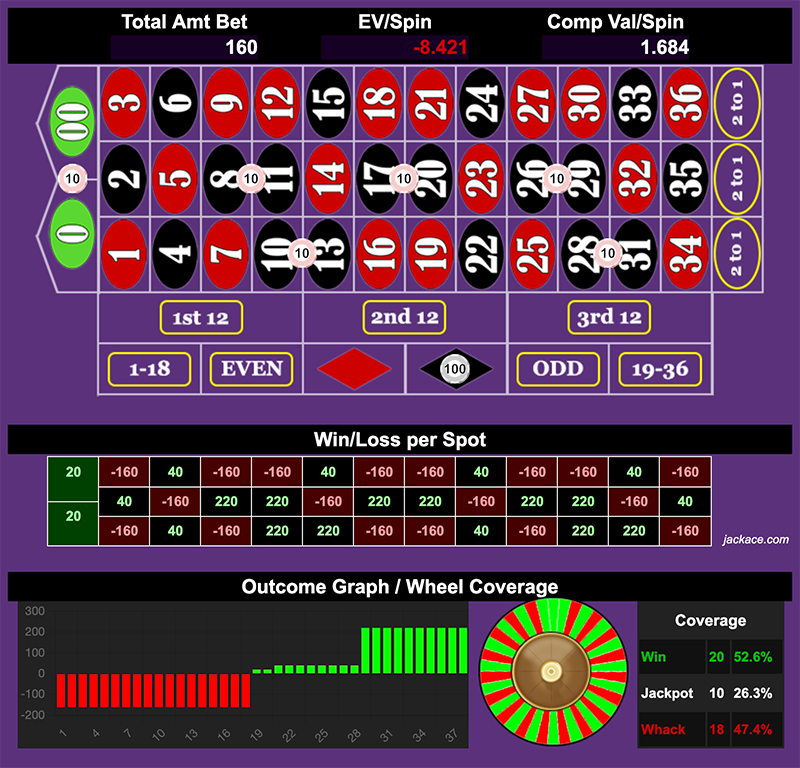 Total Amt Bet EV/Spin Comp Val/Spin
160 -8.421 1.684
00 3 6 9 12 15 18 21 24 27 30 33 36 2 to 1
10 2 5 8 10 11 14 17 10 20 23 26 10 29 32 35 2 to 1
0 1 4 7 10 10 13 16 19 22 25 28 10 31 34 2 to 1
1st 12 2nd 12 3rd 12
1-18 EVEN 100 ODD 19-36
Win/Loss per Spot
20 -160 40 -160 -160 40 -160 -160 40 -160 -160 40 -160
40 -160 220 220 -160 220 220 -160 220 220 -160 40
20 -160 40 -160 220 220 -160 -160 40 -160 220 220 -160
jackace.com
Outcome Graph / Wheel Coverage
300
200
100
0
-100
-200
1 4 7 10 13 16 19 22 25 28 31 34 37
Coverage
Win 20 52.6%
Jackpot 10 26.3%
Whack 18 47.4%